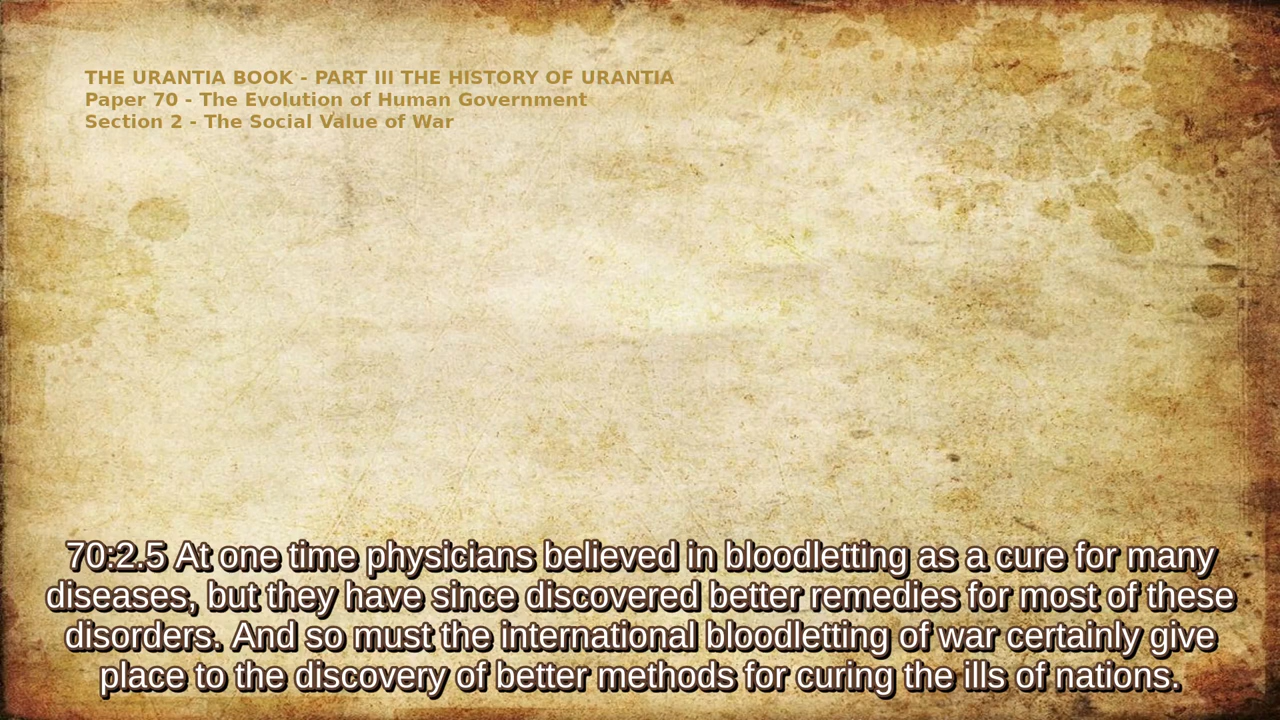 THE URANTIA BOOK - PART III THE HISTORY OF URANTIA
Paper 70 - The Evolution of Human Government
Section 2 - The Social Value of War
70:2.5 At one time physicians believed in bloodletting as a cure for many
diseases, but they have since discovered better remedies for most of these
disorders. And so must the international bloodletting of war certainly give
place to the discovery of better methods for curing the ills of nations.